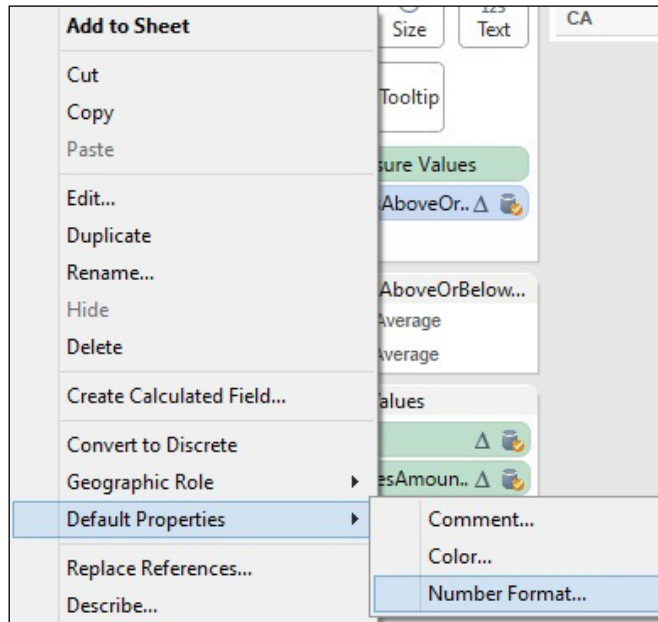 Add to Sheet
Cut
Copy
Paste
Edit...
Duplicate
Rename...
Hide
Delete
Create Calculated Field...
Convert to Discrete
Geographic Role
Default Properties
Replace References...
Describe...
Comment...
Color...
Number Format...
Size
Text
Tooltip
sure Values
AboveOr.. Δ
AboveOrBelow...
Average
Average
alues
Δ
esAmoun.. Δ
CA